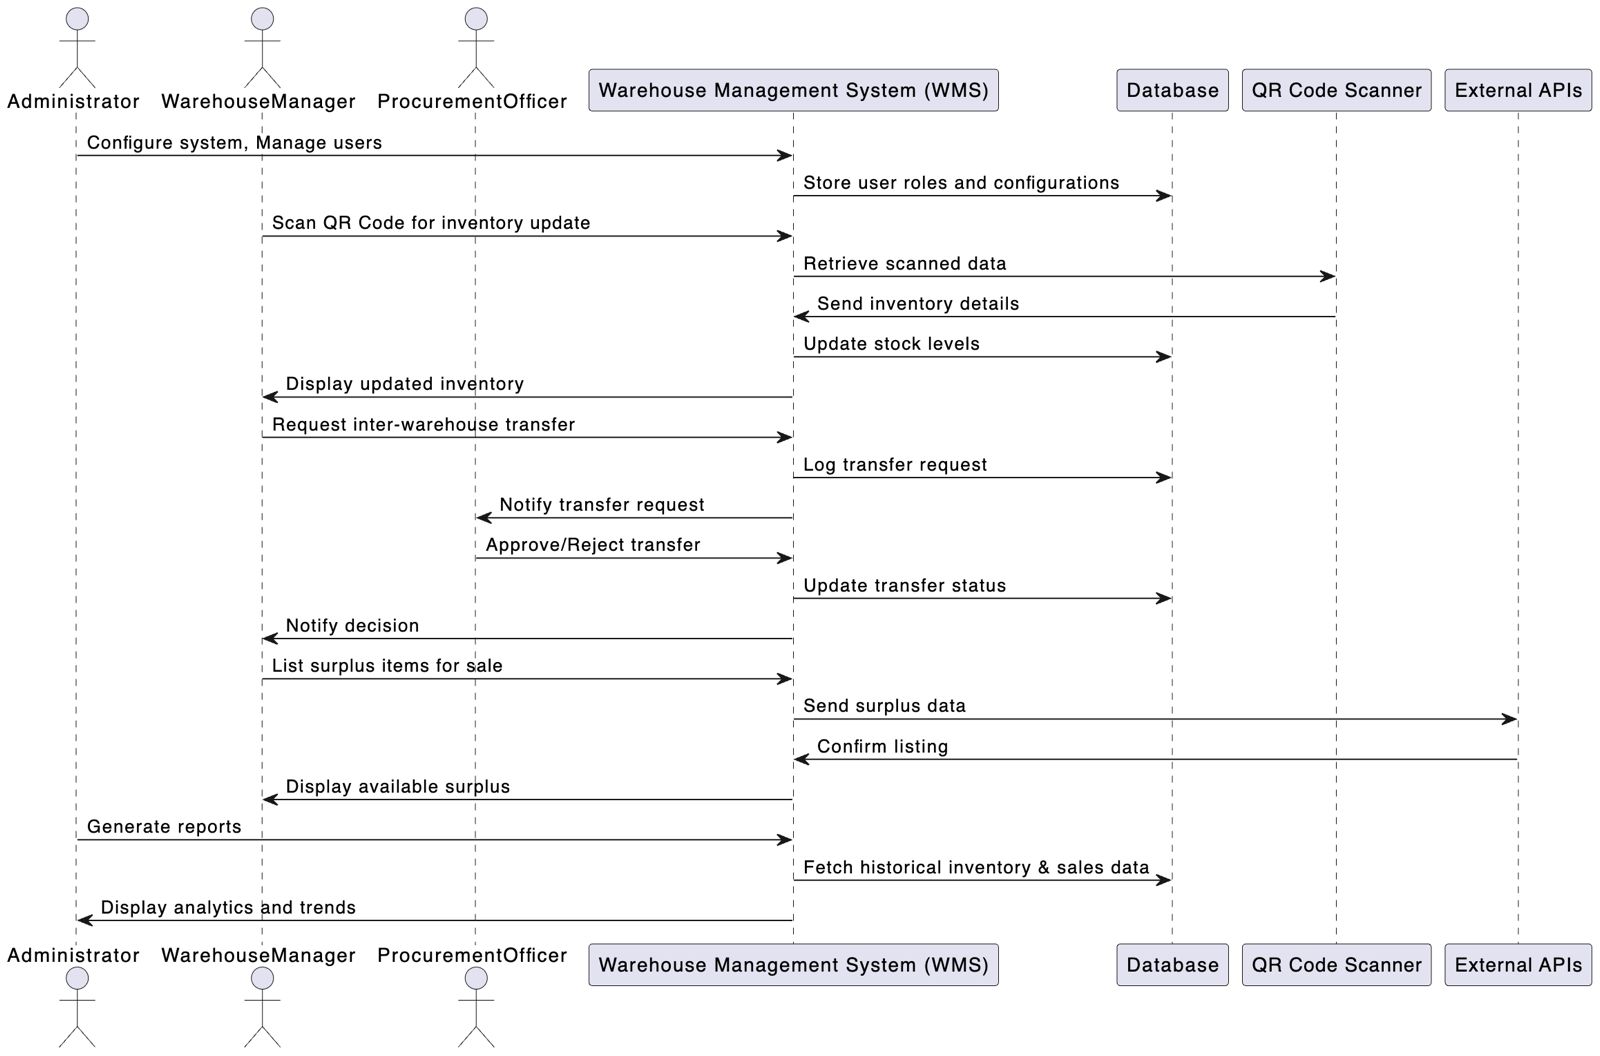 Administrator
WarehouseManager
ProcurementOfficer
Warehouse Management System (WMS)
Database
QR Code Scanner
External APIs
Configure system, Manage users
Store user roles and configurations
Scan QR Code for inventory update
Retrieve scanned data
Send inventory details
Update stock levels
Display updated inventory
Request inter-warehouse transfer
Log transfer request
Notify transfer request
Approve/Reject transfer
Update transfer status
Notify decision
List surplus items for sale
Send surplus data
Confirm listing
Display available surplus
Generate reports
Fetch historical inventory & sales data
Display analytics and trends
Administrator
WarehouseManager
ProcurementOfficer
Warehouse Management System (WMS)
Database
QR Code Scanner
External APIs